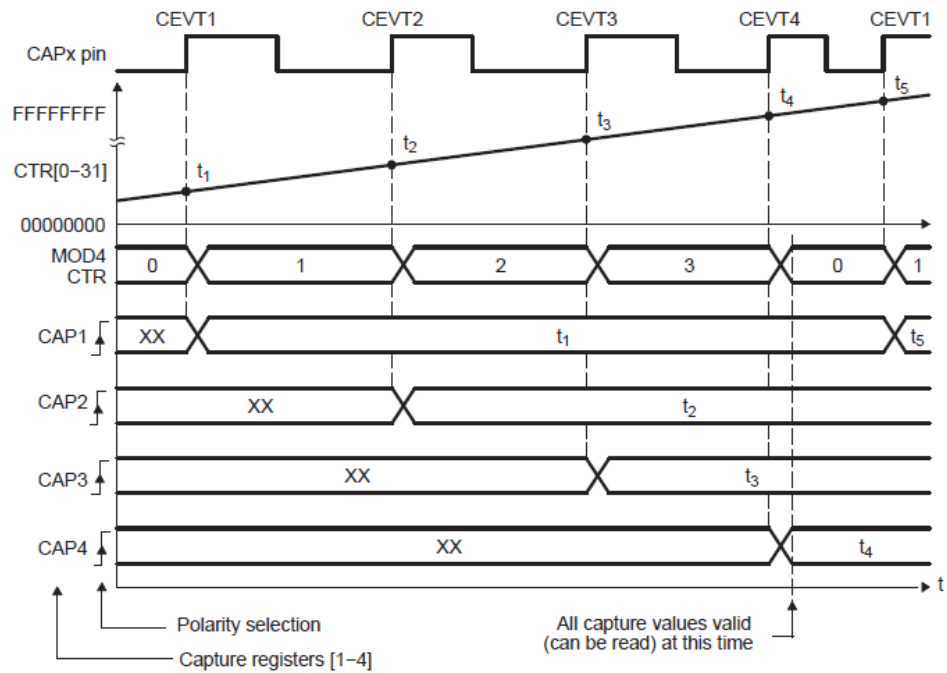 CEVT1 CEVT2 CEVT3 CEVT4 CEVT1
CAPx pin
FFFFFFFF
t5
t4
t3
t2
CTR[0−31]
t1
00000000
MOD4
CTR
0 1 2 3 0 1
CAP1 XX t1 t5
CAP2 XX t2
CAP3 XX t3
CAP4 XX t4
t
Polarity selection
Capture registers [1−4]
All capture values valid
(can be read) at this time